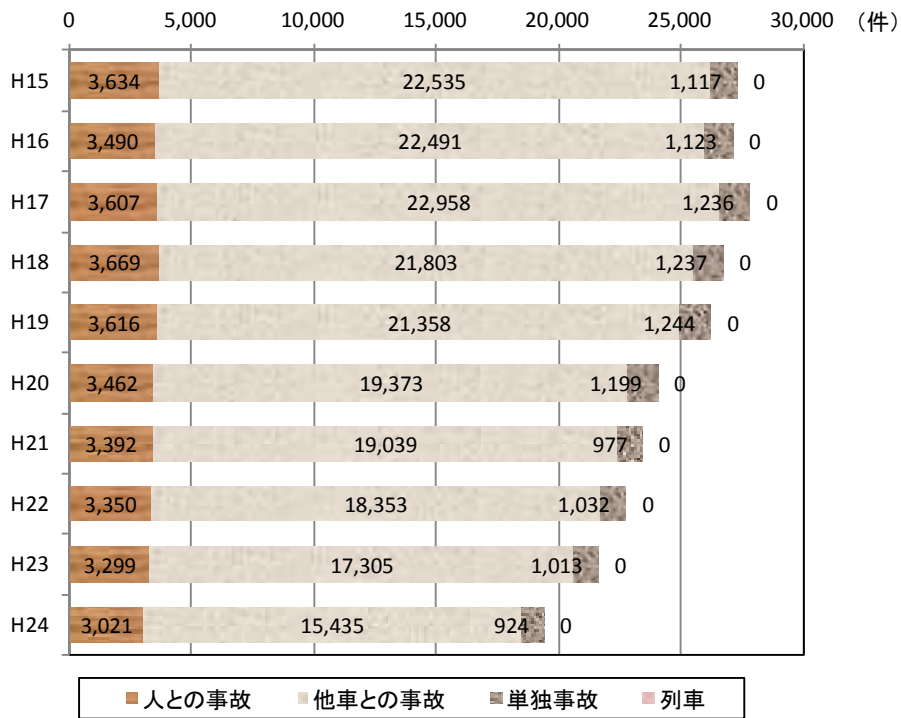 0 5,000 10,000 15,000 20,000 25,000 30,000 （件）
H15 3,634 22,535 1,117 0
H16 3,490 22,491 1,123 0
H17 3,607 22,958 1,236 0
H18 3,669 21,803 1,237 0
H19 3,616 21,358 1,244 0
H20 3,462 19,373 1,199 0
H21 3,392 19,039 977 0
H22 3,350 18,353 1,032 0
H23 3,299 17,305 1,013 0
H24 3,021 15,435 924 0
人との事故 他車との事故 単独事故 列車